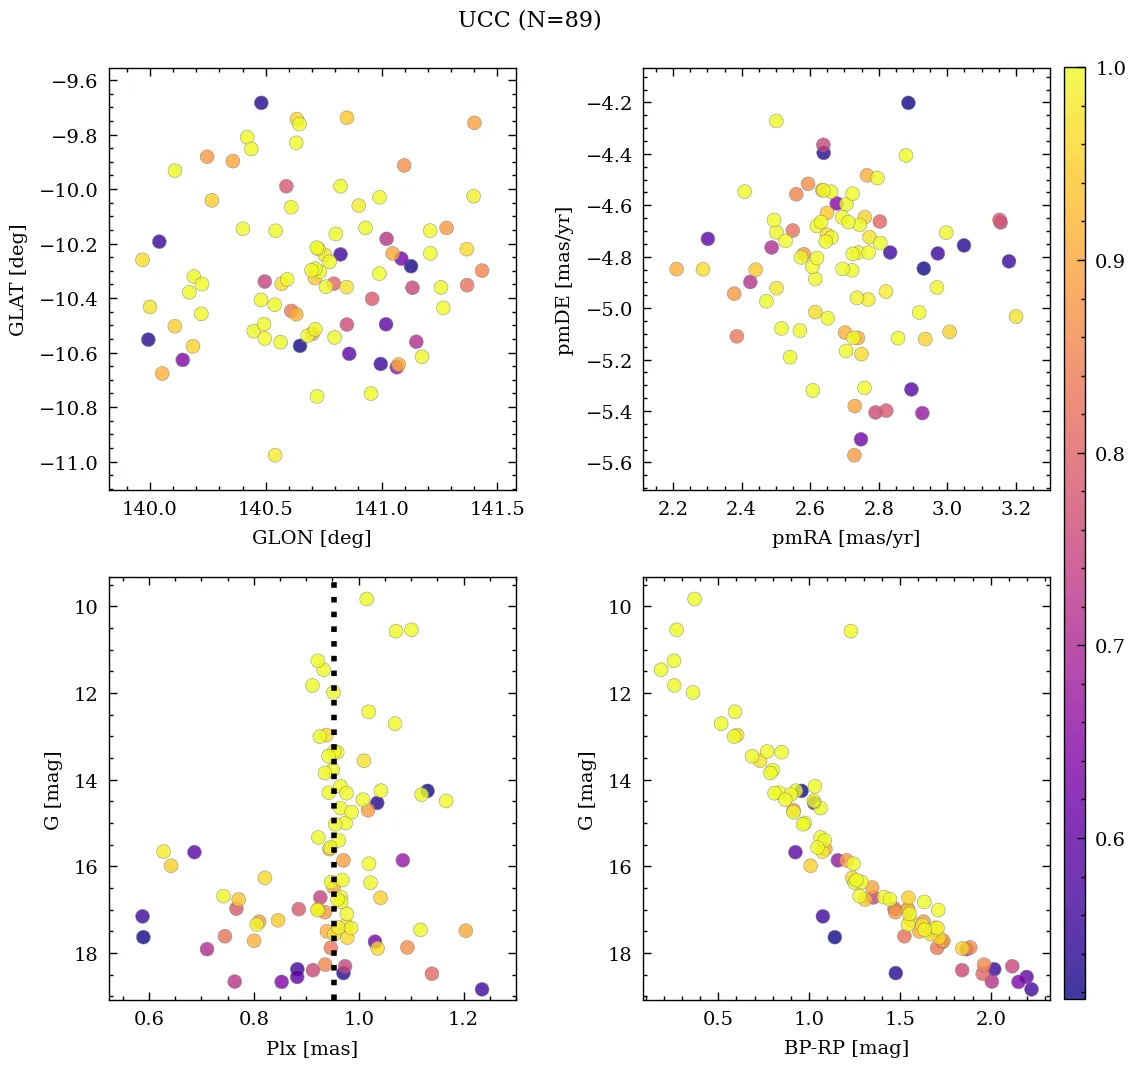 UCC (N=89)
−9.6
−9.8
−10.0
−10.2
−10.4
−10.6
−10.8
−11.0
GLAT [deg]
140.0 140.5 141.0 141.5
GLON [deg]
−4.2
−4.4
−4.6
−4.8
−5.0
−5.2
−5.4
−5.6
pmDE [mas/yr]
2.2 2.4 2.6 2.8 3.0 3.2
pmRA [mas/yr]
10
12
14
16
18
G [mag]
0.6 0.8 1.0 1.2
Plx [mas]
10
12
14
16
18
G [mag]
0.5 1.0 1.5 2.0
BP-RP [mag]
1.0
0.9
0.8
0.7
0.6